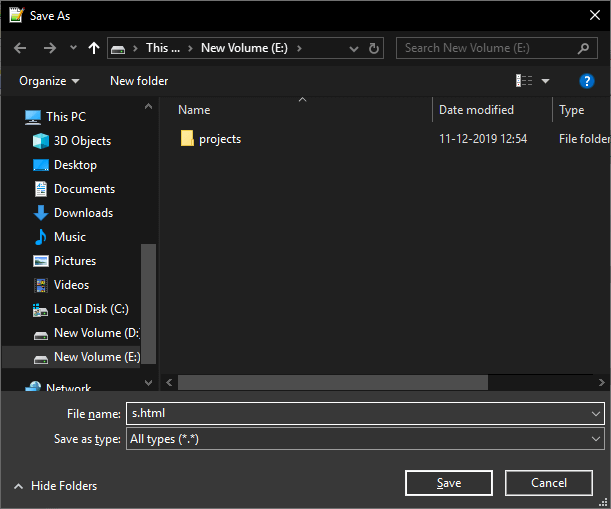 Save As
This ... New Volume (E:) Search New Volume (E:)
Organize New folder
Name Date modified Type
projects 11-12-2019 12:54 File folder
This PC
3D Objects
Desktop
Documents
Downloads
Music
Pictures
Videos
Local Disk (C:)
New Volume (D:
New Volume (E:)
Network
File name: s.html
Save as type: All types (*.*)
Hide Folders Save Cancel